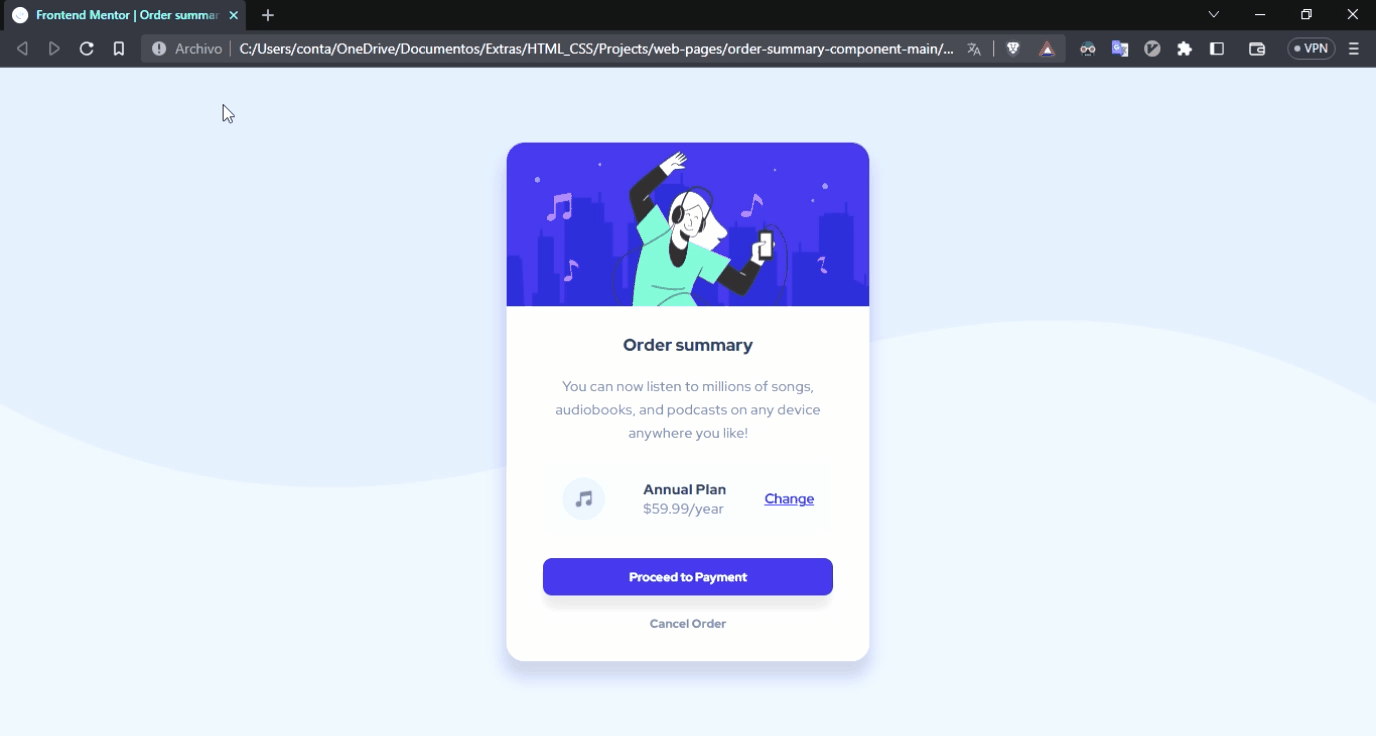 Frontend Mentor | Order summar
Archivo
C:/Users/conta/OneDrive/Documentos/Extras/HTML_CSS/Projects/web-pages/order-summary-component-main/...
VPN
Order summary
You can now listen to millions of songs,
audiobooks, and podcasts on any device
anywhere you like!
Annual Plan
$59.99/year
Change
Proceed to Payment
Cancel Order